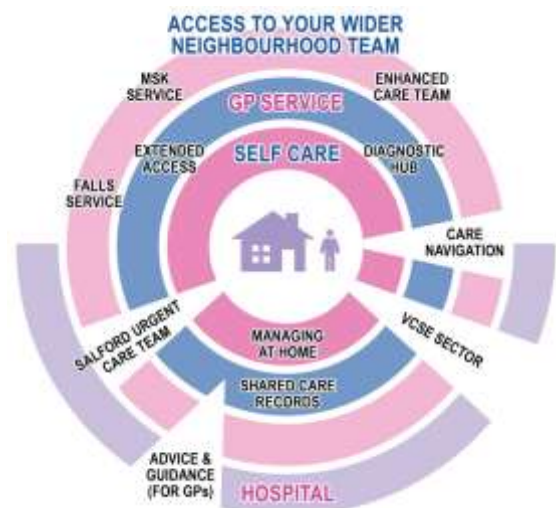 ACCESS TO YOUR WIDER
NEIGHBOURHOOD TEAM
MSK
SERVICE
ENHANCED
CARE TEAM
GP SERVICE
EXTENDED
ACCESS
SELF CARE
DIAGNOSTIC
HUB
FALLS
SERVICE
CARE
NAVIGATION
SALFORD URGENT
CARE TEAM
MANAGING
AT HOME
VCSE SECTOR
SHARED CARE
RECORDS
ADVICE &
GUIDANCE
(FOR GPs)
HOSPITAL